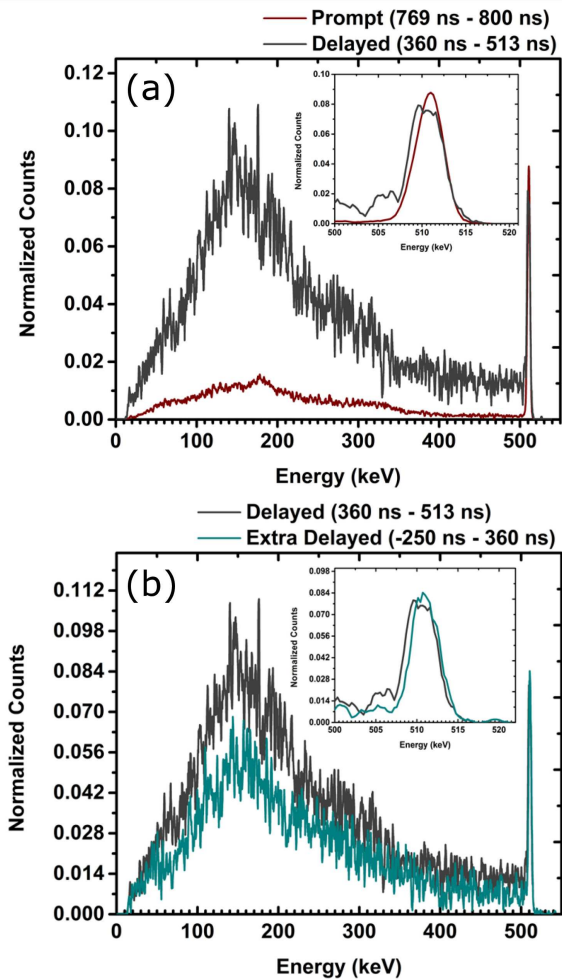 Prompt (769 ns - 800 ns)
Delayed (360 ns - 513 ns)
(a)
Normalized Counts
0.12
0.10
0.08
0.06
0.04
0.02
0.00
0 100 200 300 400 500
Energy (keV)
Normalized Counts
0.10
0.08
0.06
0.04
0.02
0.00
500 505 510 515 520
Energy (keV)
Delayed (360 ns - 513 ns)
Extra Delayed (-250 ns - 360 ns)
(b)
Normalized Counts
0.112
0.098
0.084
0.070
0.056
0.042
0.028
0.014
0.000
0 100 200 300 400 500
Energy (keV)
Normalized Counts
0.098
0.084
0.070
0.056
0.042
0.028
0.014
0.000
500 505 510 515 520
Energy (keV)